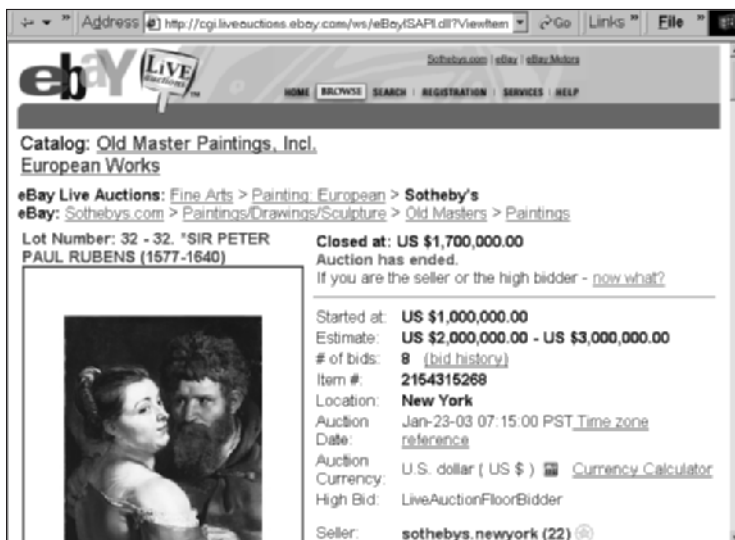 Address http://cgi.liveauctions.ebay.com/ws/eBayISAPI.dll?ViewItem Go Links » File »
ebaY LiVE auctions ™
Sothebys.com | eBay | eBay Motors
HOME BROWSE SEARCH REGISTRATION SERVICES HELP
Catalog: Old Master Paintings, Incl.
European Works
eBay Live Auctions: Fine Arts > Painting: European > Sotheby's
eBay: Sothebys.com > Paintings/Drawings/Sculpture > Old Masters > Paintings
Lot Number: 32 - 32. *SIR PETER
PAUL RUBENS (1577-1640)
Closed at: US $1,700,000.00
Auction has ended.
If you are the seller or the high bidder - now what?
Started at: US $1,000,000.00
Estimate: US $2,000,000.00 - US $3,000,000.00
# of bids: 8 (bid history)
Item #: 2154315268
Location: New York
Auction Date: Jan-23-03 07:15:00 PST Time zone
reference
Auction Currency: U.S. dollar ( US $ ) Currency Calculator
High Bid: LiveAuctionFloorBidder
Seller: sothebys.newyork (22)